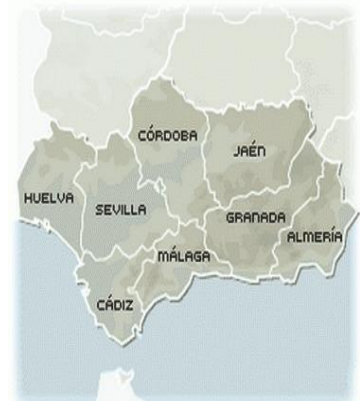 CÓRDOBA
JAÉN
HUELVA
SEVILLA
GRANADA
ALMERÍA
MÁLAGA
CÁDIZ